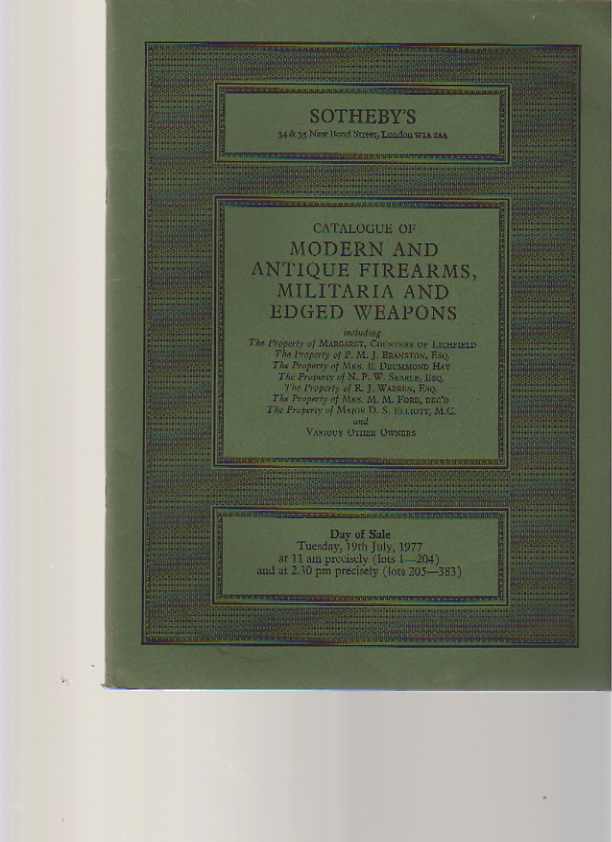 SOTHEBY'S
34 & 35 New Bond Street, London W1A 2AA
CATALOGUE OF
MODERN AND
ANTIQUE FIREARMS,
MILITARIA AND
EDGED WEAPONS
including
The Property of MARGARET, COUNTESS OF LICHFIELD
The Property of P. M. J. BRANSTON, ESQ.
The Property of MRS. E. DRUMMOND HAY
The Property of N. P. W. SEARLE, ESQ.
The Property of R. J. WARREN, ESQ.
The Property of MRS. M. M. FORD, DEC'D
The Property of MAJOR D. S. ELLIOTT, M.C.
and
VARIOUS OTHER OWNERS
Day of Sale
Tuesday, 19th July, 1977
at 11 am precisely (lots 1—204)
and at 2.30 pm precisely (lots 205—383)